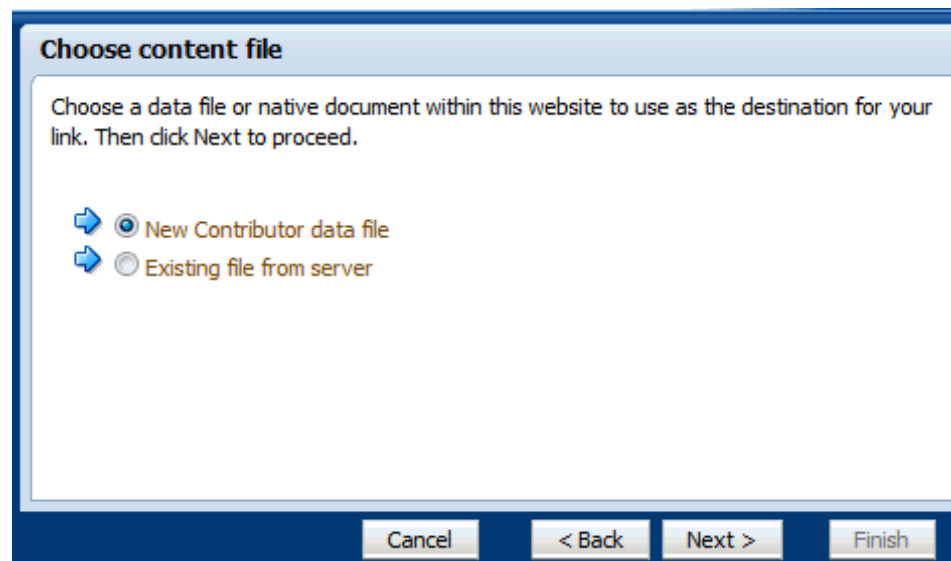 Choose content file
Choose a data file or native document within this website to use as the destination for your
link. Then click Next to proceed.
New Contributor data file
Existing file from server
Cancel
< Back
Next >
Finish